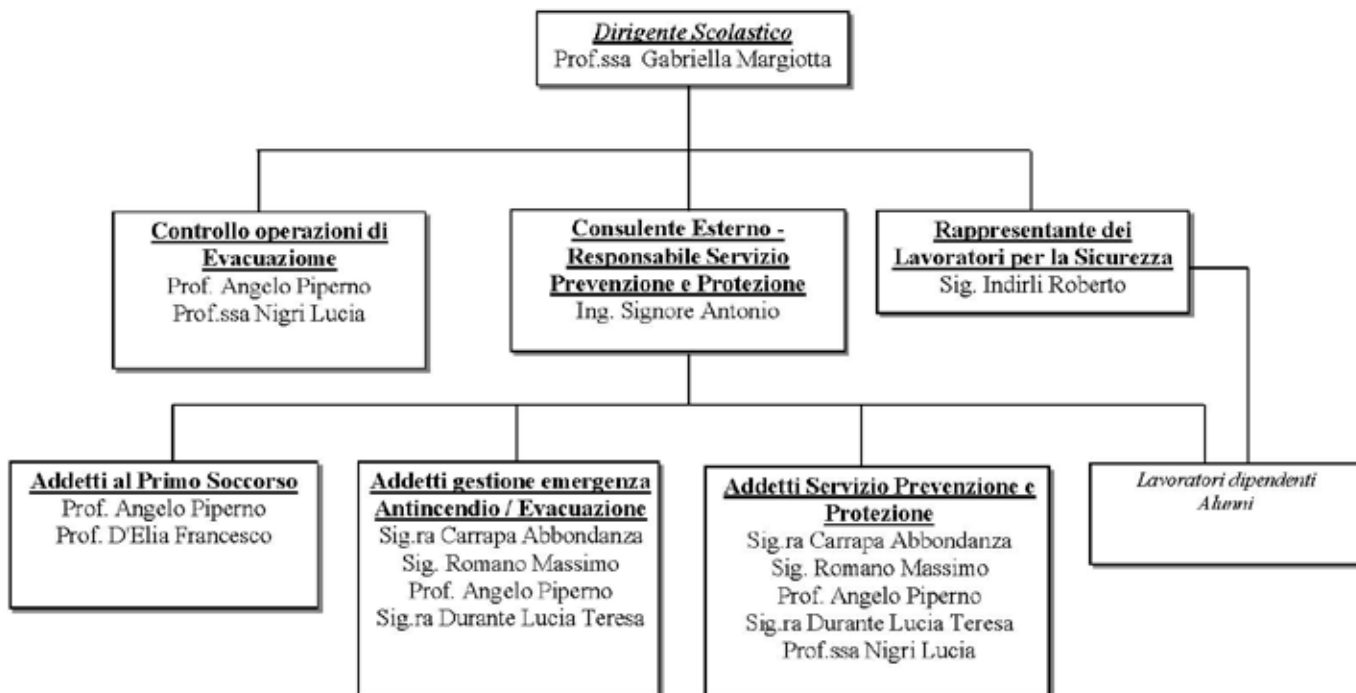 Dirigente Scolastico
Prof.ssa Gabriella Margiotta
Controllo operazioni di
Evacuaziome
Prof. Angelo Piperno
Prof.ssa Nigri Lucia
Consulente Esterno -
Responsabile Servizio
Prevenzione e Protezione
Ing. Signore Antonio
Rappresentante dei
Lavoratori per la Sicurezza
Sig. Indirli Roberto
Addetti al Primo Soccorso
Prof. Angelo Piperno
Prof. D'Elia Francesco
Addetti gestione emergenza
Antincendio / Evacuazione
Sig.ra Carrapa Abbondanza
Sig. Romano Massimo
Prof. Angelo Piperno
Sig.ra Durante Lucia Teresa
Addetti Servizio Prevenzione e
Protezione
Sig.ra Carrapa Abbondanza
Sig. Romano Massimo
Prof. Angelo Piperno
Sig.ra Durante Lucia Teresa
Prof.ssa Nigri Lucia
Lavoratori dipendenti
Alunni